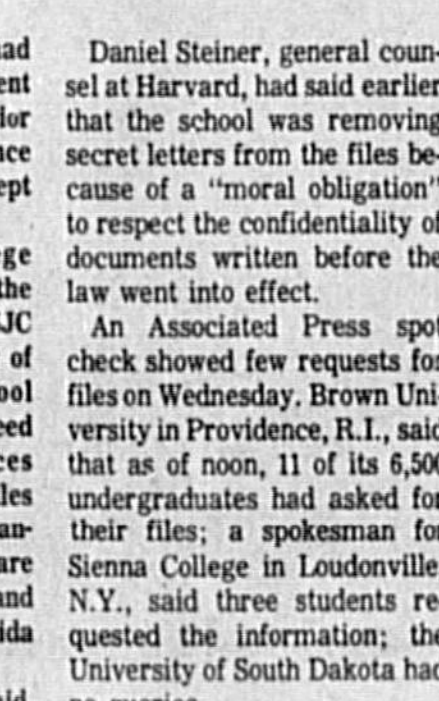 Daniel Steiner, general coun-
sel at Harvard, had said earlier
that the school was removing
secret letters from the files be-
cause of a “moral obligation”
to respect the confidentiality of
documents written before the
law went into effect.
An Associated Press spot
check showed few requests for
files on Wednesday. Brown Uni-
versity in Providence, R.I., said
that as of noon, 11 of its 6,500
undergraduates had asked for
their files; a spokesman for
Sienna College in Loudonville
N.Y., said three students re-
quested the information; the
University of South Dakota had
no queries.